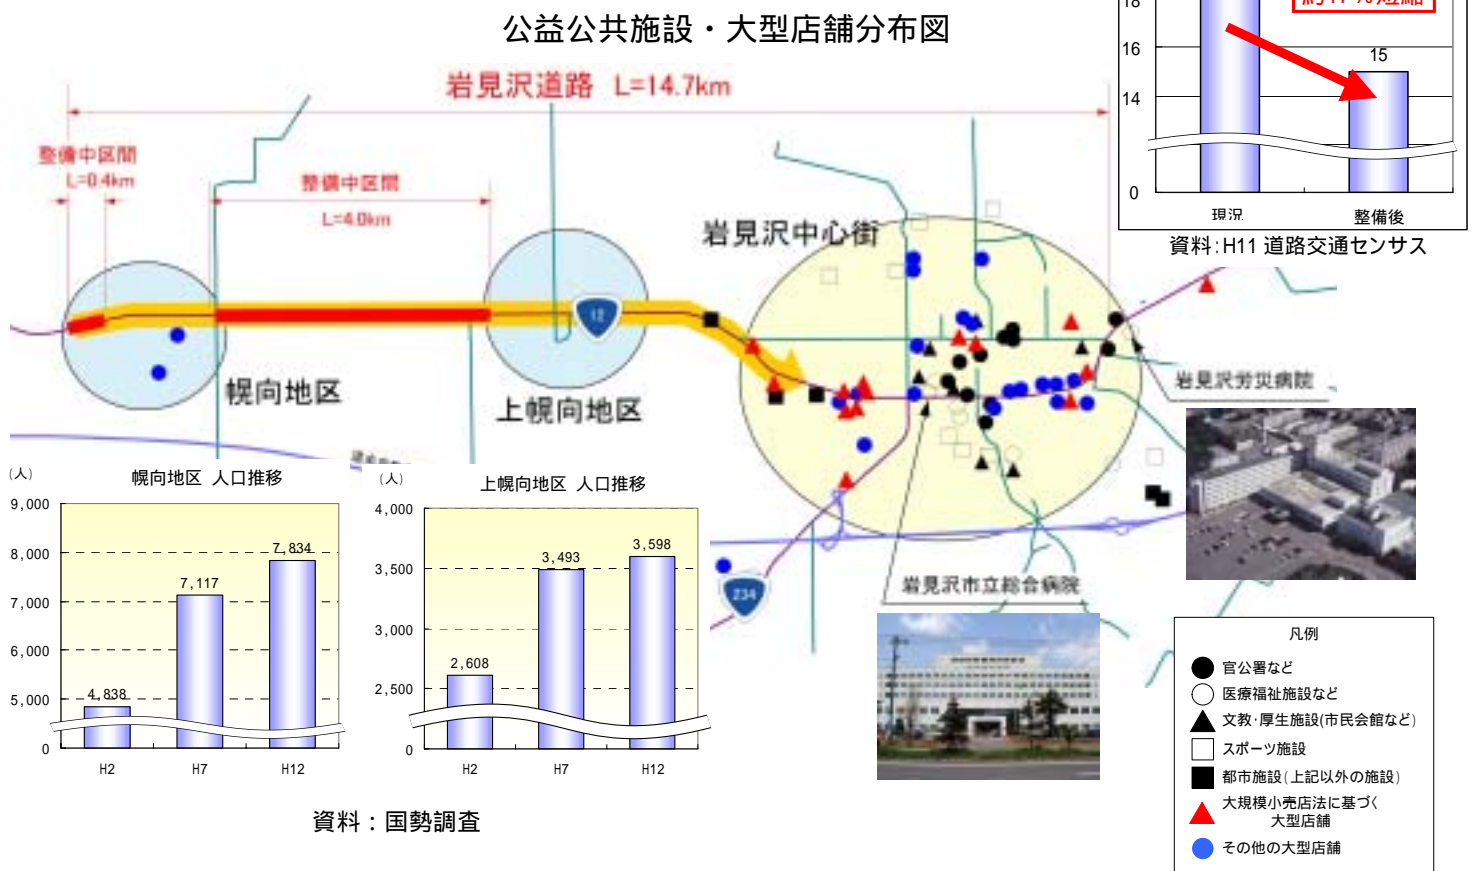 公益公共施設・大型店舗分布図
18
16
14
0
15
現況
整備後
資料:H11 道路交通センサス
岩見沢道路 L=14.7km
整備中区間
L=0.4km
整備中区間
L=4.0km
岩見沢中心街
12
幌向地区
上幌向地区
岩見沢労災病院
岩見沢市立総合病院
234
(人)
幌向地区 人口推移
9,000
8,000
7,000
6,000
5,000
0
4,838
7,117
7,834
H2
H7
H12
(人)
上幌向地区 人口推移
4,000
3,500
3,000
2,500
0
2,608
3,493
3,598
H2
H7
H12
資料：国勢調査
凡例
官公署など
医療福祉施設など
文教・厚生施設(市民会館など)
スポーツ施設
都市施設(上記以外の施設)
大規模小売店法に基づく
大型店舗
その他の大型店舗